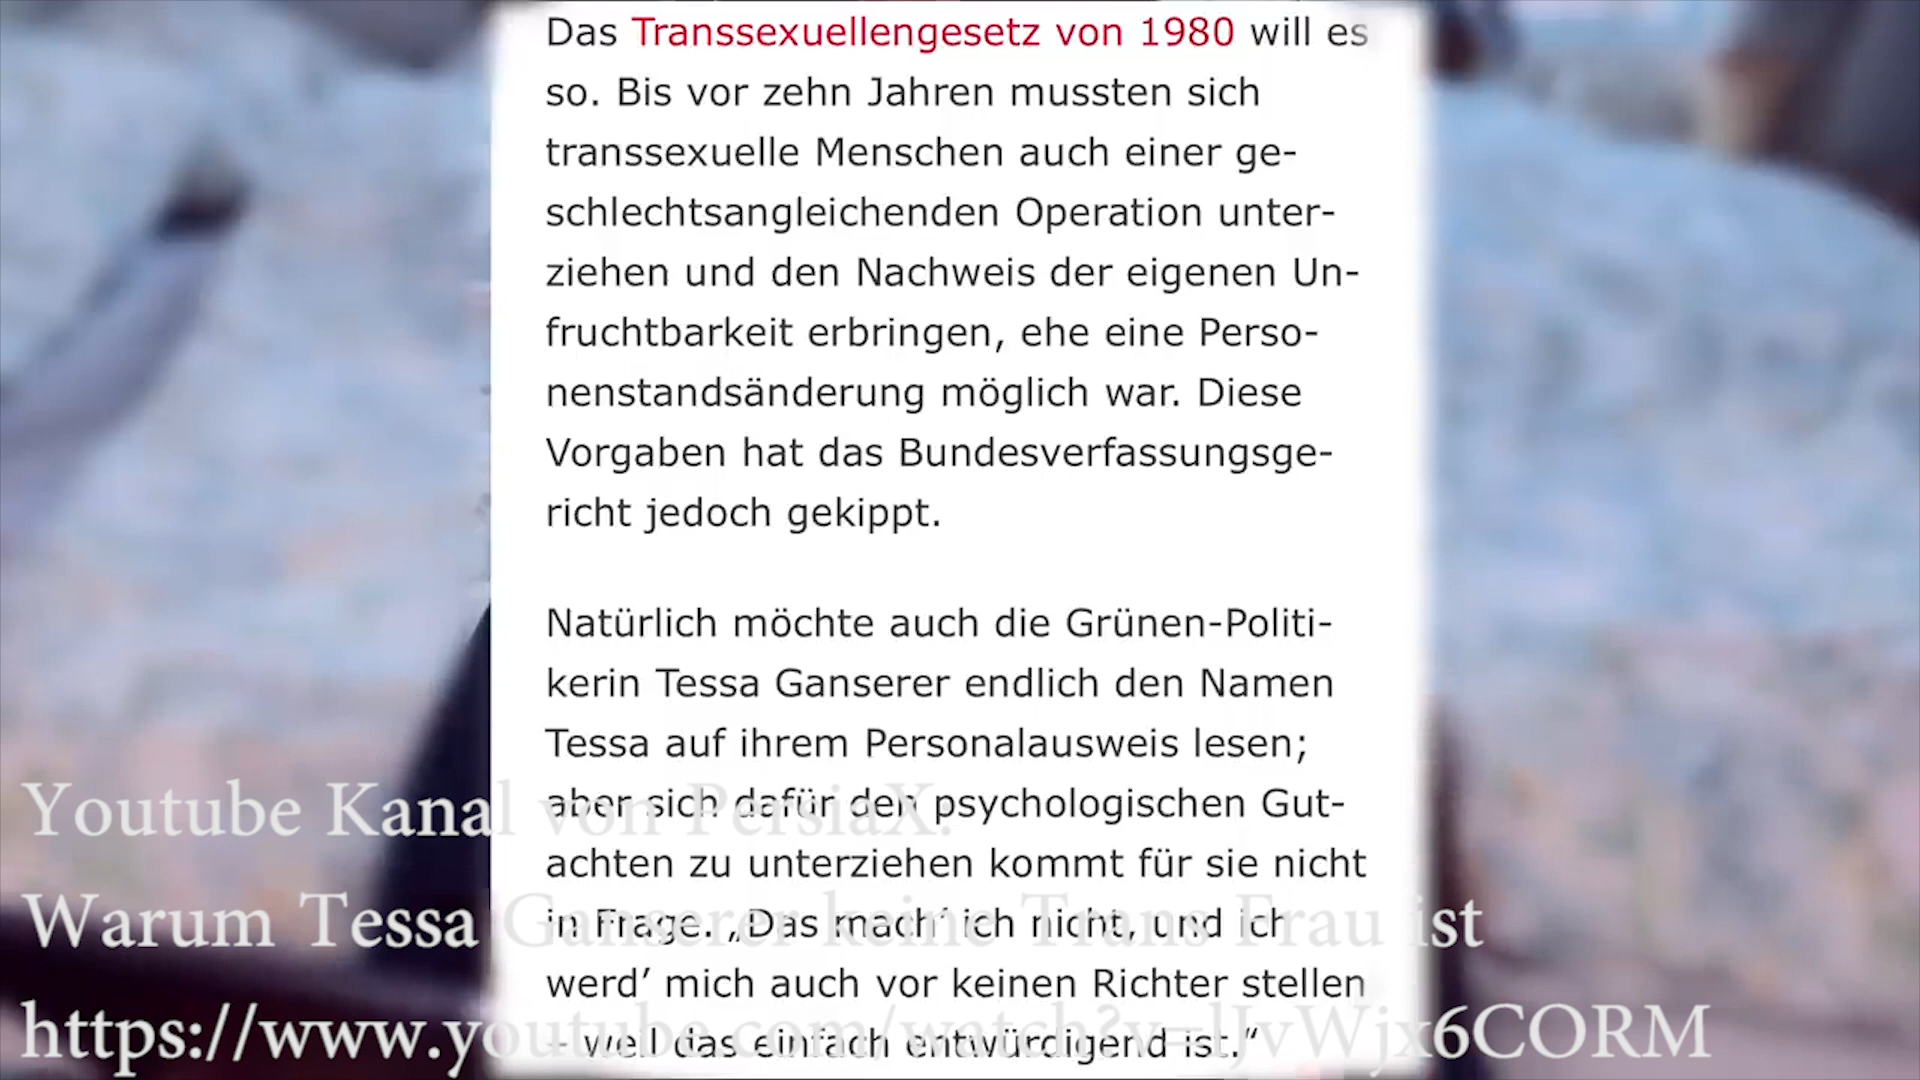 Das Transsexuellengesetz von 1980 will es
so. Bis vor zehn Jahren mussten sich
transsexuelle Menschen auch einer ge-
schlechtsangleichenden Operation unter-
ziehen und den Nachweis der eigenen Un-
fruchtbarkeit erbringen, ehe eine Perso-
nenstandsänderung möglich war. Diese
Vorgaben hat das Bundesverfassungsge-
richt jedoch gekippt.
Natürlich möchte auch die Grünen-Politi-
kerin Tessa Ganserer endlich den Namen
Tessa auf ihrem Personalausweis lesen;
aber sich dafür den psychologischen Gut-
achten zu unterziehen kommt für sie nicht
in Frage. „Das mach’ ich nicht, und ich
werd’ mich auch vor keinen Richter stellen
– weil das einfach entwürdigend ist.“
Youtube Kanal von PersiaX:
Warum Tessa Ganserer keine Trans Frau ist